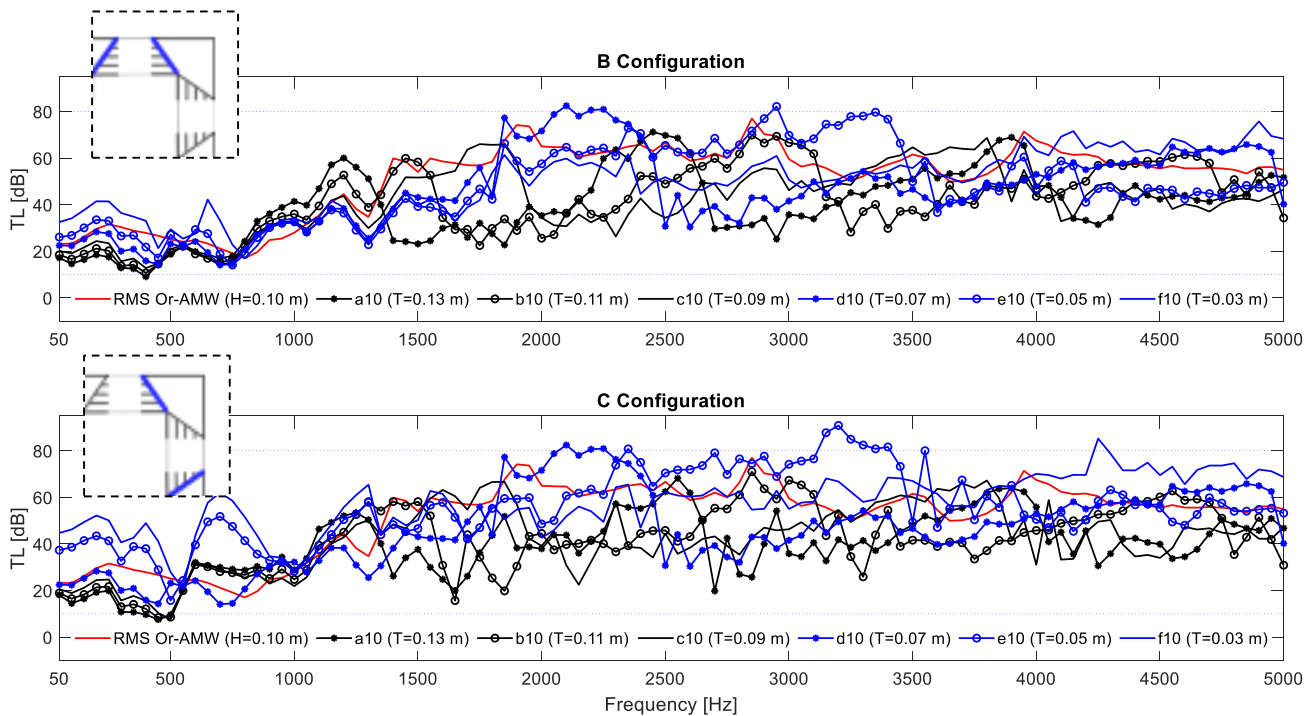 B Configuration
80
60
40
20
0
TL [dB]
RMS Or-AMW (H=0.10 m) a10 (T=0.13 m) b10 (T=0.11 m) c10 (T=0.09 m) d10 (T=0.07 m) e10 (T=0.05 m) f10 (T=0.03 m)
50 500 1000 1500 2000 2500 3000 3500 4000 4500 5000
C Configuration
80
60
40
20
0
TL [dB]
RMS Or-AMW (H=0.10 m) a10 (T=0.13 m) b10 (T=0.11 m) c10 (T=0.09 m) d10 (T=0.07 m) e10 (T=0.05 m) f10 (T=0.03 m)
50 500 1000 1500 2000 2500 3000 3500 4000 4500 5000
Frequency [Hz]